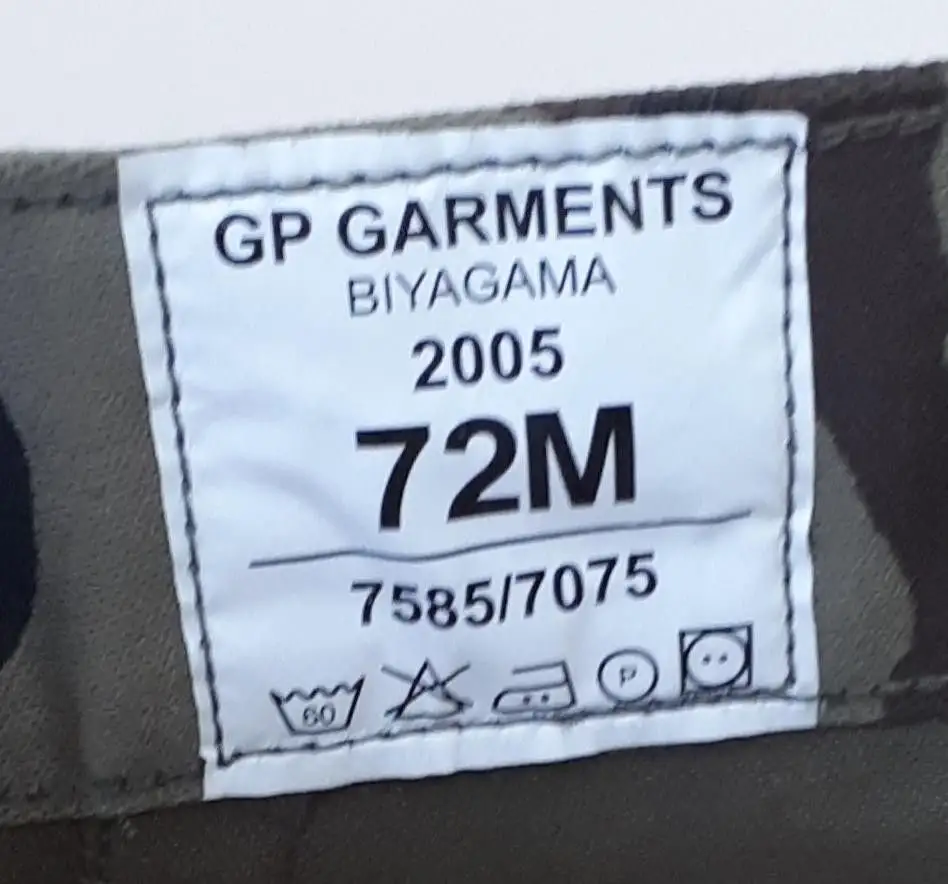 GP GARMENTS
BIYAGAMA
2005
72M
7585/7075
60 P